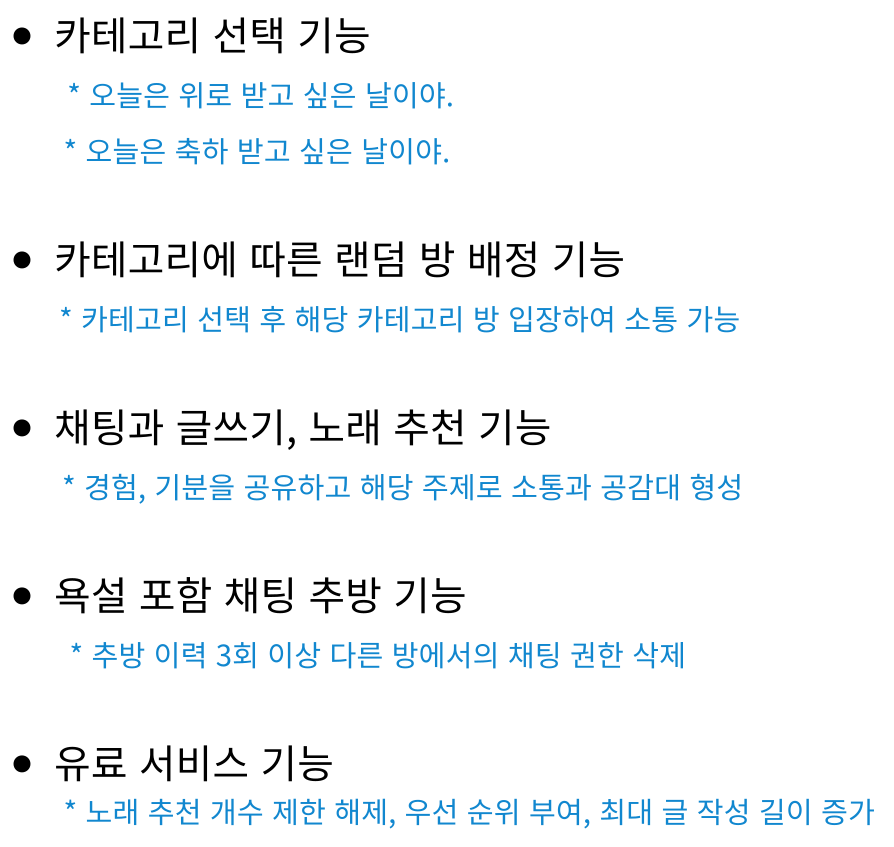 ● 카테고리 선택 기능
* 오늘은 위로 받고 싶은 날이야.
* 오늘은 축하 받고 싶은 날이야.
● 카테고리에 따른 랜덤 방 배정 기능
* 카테고리 선택 후 해당 카테고리 방 입장하여 소통 가능
● 채팅과 글쓰기, 노래 추천 기능
* 경험, 기분을 공유하고 해당 주제로 소통과 공감대 형성
● 욕설 포함 채팅 추방 기능
* 추방 이력 3회 이상 다른 방에서의 채팅 권한 삭제
● 유료 서비스 기능
* 노래 추천 개수 제한 해제, 우선 순위 부여, 최대 글 작성 길이 증가